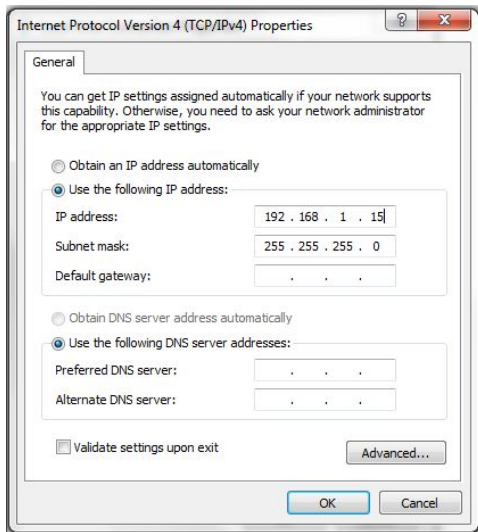 Internet Protocol Version 4 (TCP/IPv4) Properties
?
General
You can get IP settings assigned automatically if your network supports
this capability. Otherwise, you need to ask your network administrator
for the appropriate IP settings.
Obtain an IP address automatically
Use the following IP address:
IP address: 192 . 168 . 1 . 15
Subnet mask: 255 . 255 . 255 . 0
Default gateway: . . .
Obtain DNS server address automatically
Use the following DNS server addresses:
Preferred DNS server: . . .
Alternate DNS server: . . .
Validate settings upon exit
Advanced...
OK Cancel